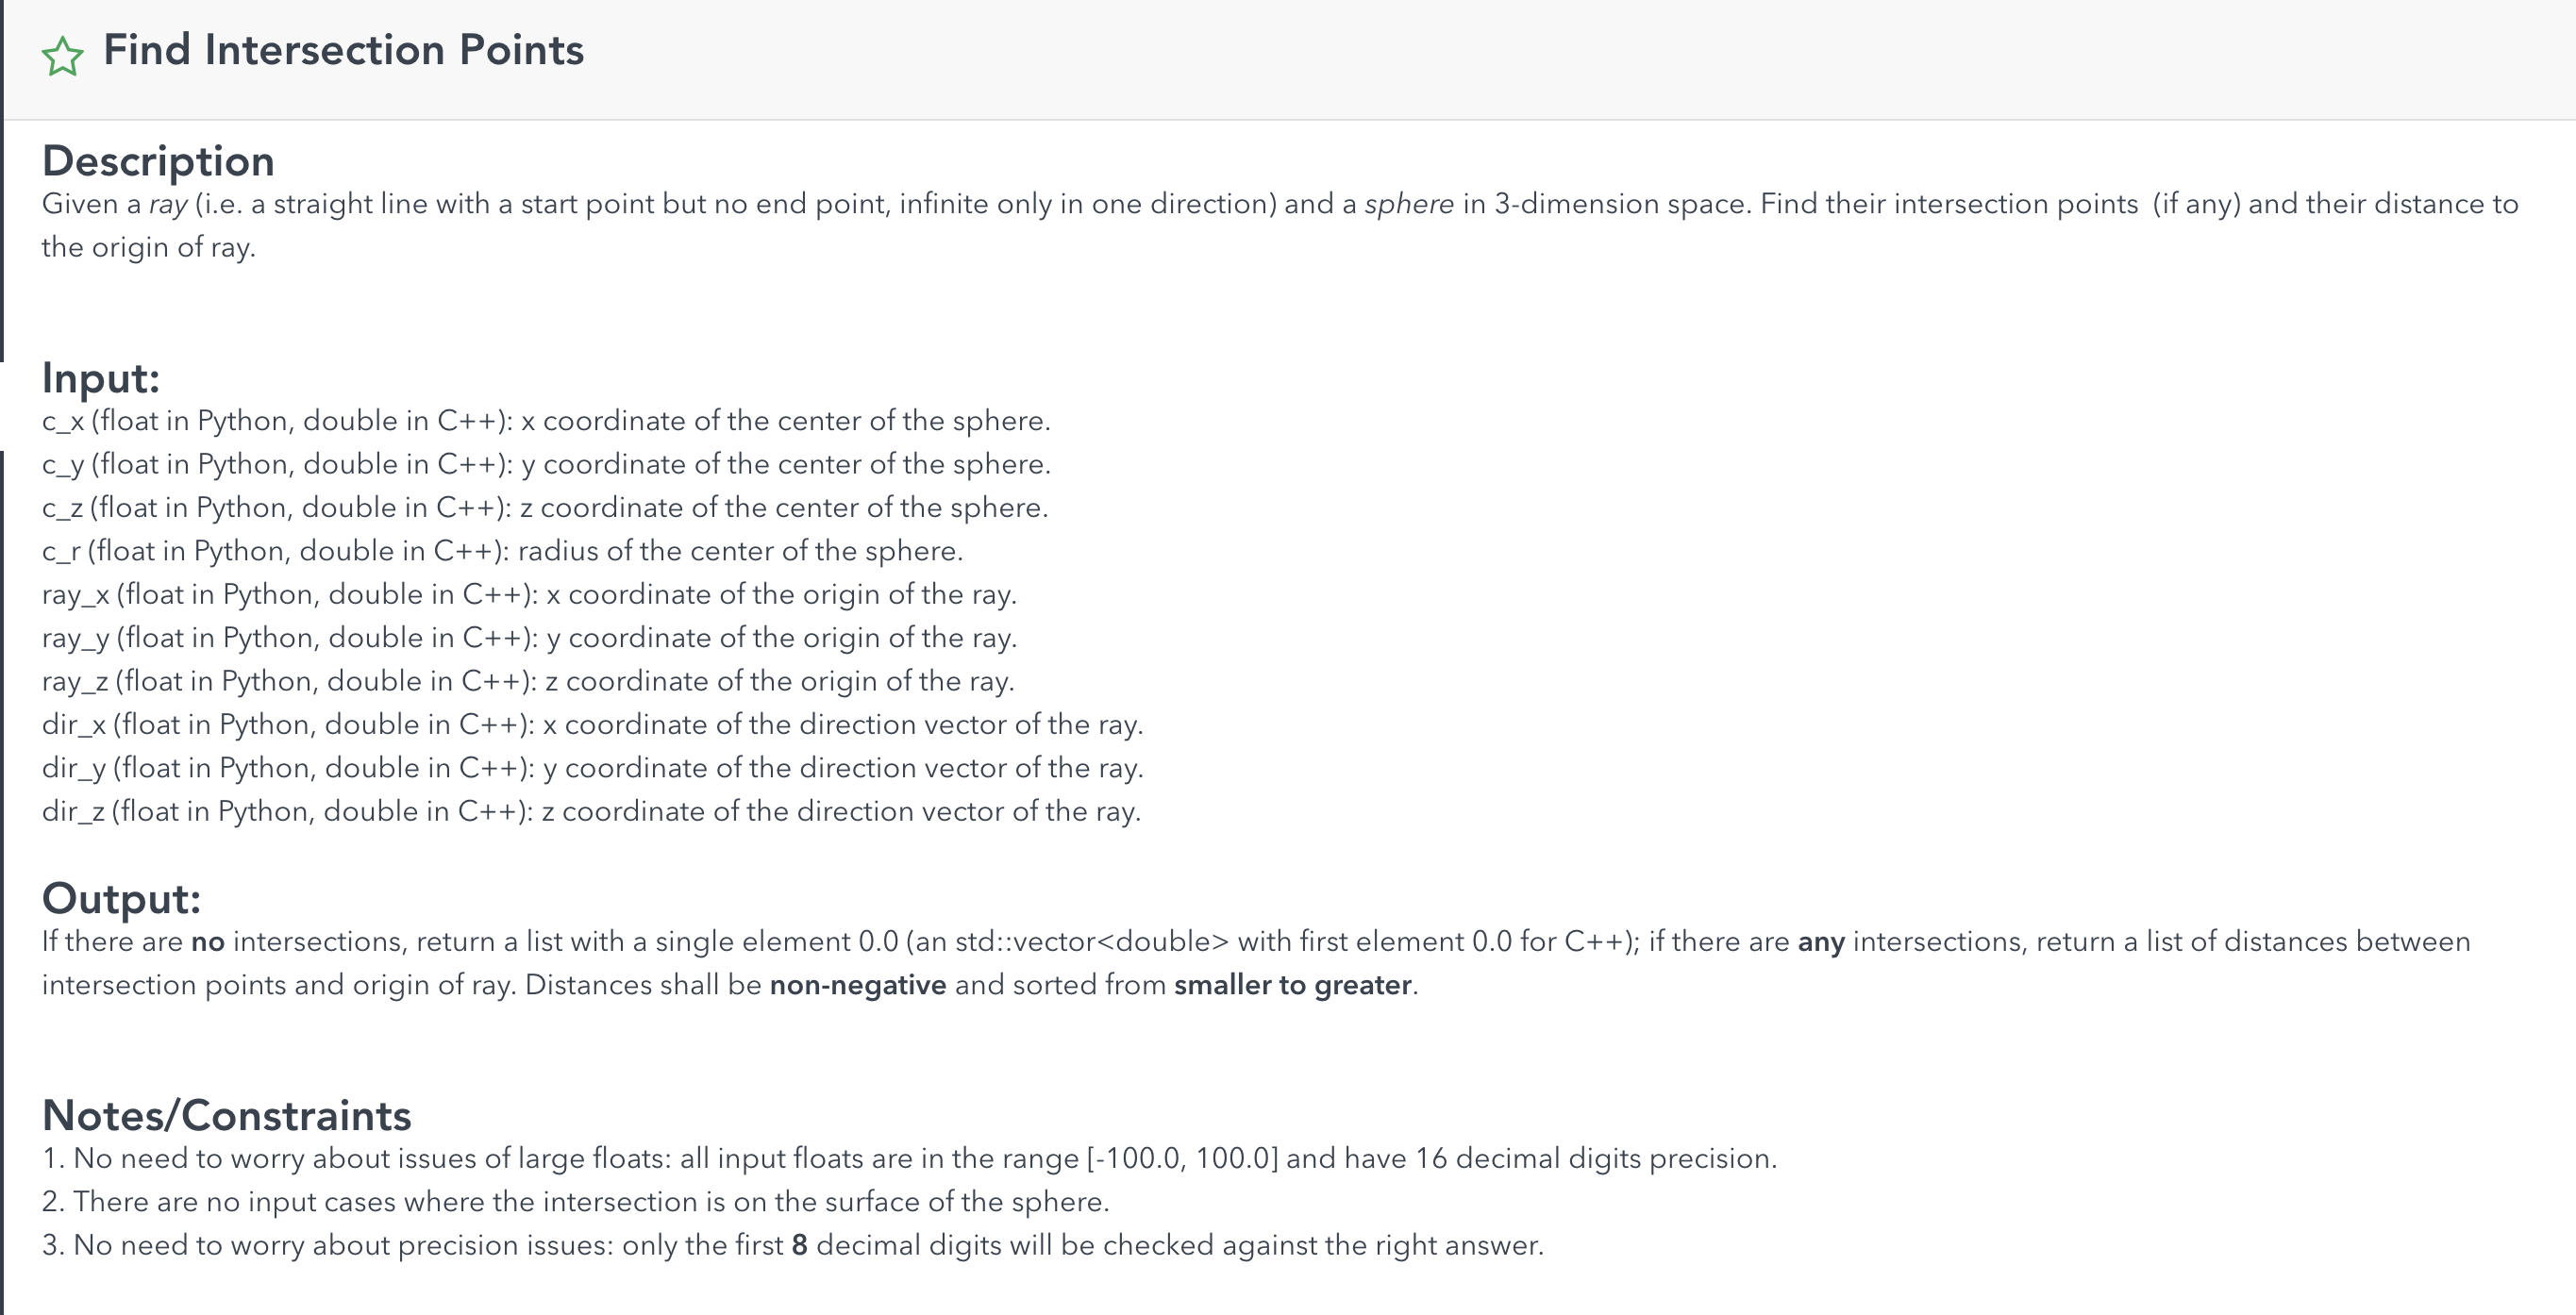 Find Intersection Points
Description
Given a ray (i.e. a straight line with a start point but no end point, infinite only in one direction) and a sphere in 3-dimension space. Find their intersection points  (if any) and their distance to
the origin of ray.
Input:
c_x (float in Python, double in C++): x coordinate of the center of the sphere.
c_y (float in Python, double in C++): y coordinate of the center of the sphere.
c_z (float in Python, double in C++): z coordinate of the center of the sphere.
c_r (float in Python, double in C++): radius of the center of the sphere.
ray_x (float in Python, double in C++): x coordinate of the origin of the ray.
ray_y (float in Python, double in C++): y coordinate of the origin of the ray.
ray_z (float in Python, double in C++): z coordinate of the origin of the ray.
dir_x (float in Python, double in C++): x coordinate of the direction vector of the ray.
dir_y (float in Python, double in C++): y coordinate of the direction vector of the ray.
dir_z (float in Python, double in C++): z coordinate of the direction vector of the ray.
Output:
If there are no intersections, return a list with a single element 0.0 (an std::vector<double> with first element 0.0 for C++); if there are any intersections, return a list of distances between
intersection points and origin of ray. Distances shall be non-negative and sorted from smaller to greater.
Notes/Constraints
1. No need to worry about issues of large floats: all input floats are in the range [-100.0, 100.0] and have 16 decimal digits precision.
2. There are no input cases where the intersection is on the surface of the sphere.
3. No need to worry about precision issues: only the first 8 decimal digits will be checked against the right answer.